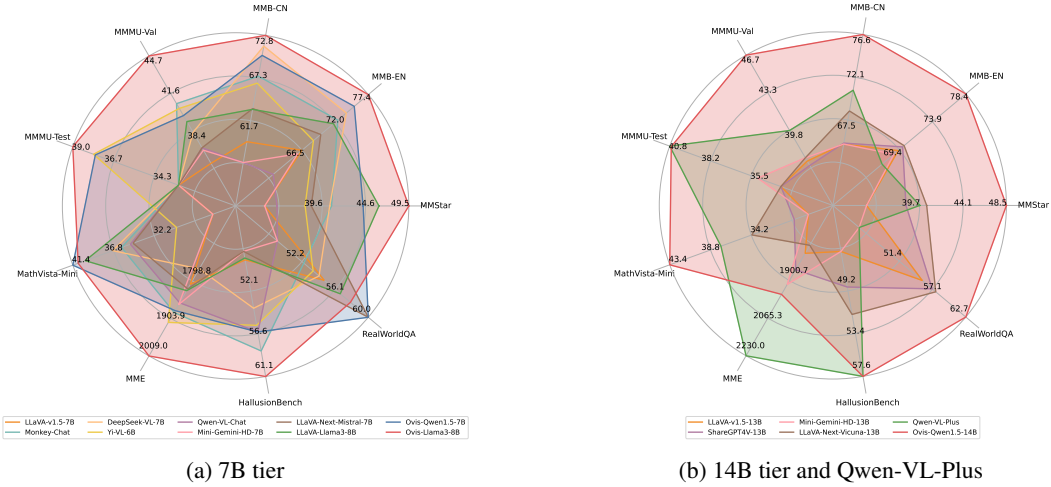 MMB-CN
72.8
MMMU-Val
44.7
67.3
MMB-EN
77.4
41.6
61.7
72.0
MMMU-Test
39.0
36.7
38.4
66.5
34.3
MMStar
49.5
44.6
39.6
32.2
36.8
41.4
MathVista-Mini
1798.8
52.2
52.1
56.1
60.0
RealWorldQA
1903.9
56.6
2009.0
MME
61.1
HallusionBench
LLaVA-v1.5-7B DeepSeek-VL-7B Qwen-VL-Chat LLaVA-Next-Mistral-7B Ovis-Qwen1.5-7B
Monkey-Chat Yi-VL-6B Mini-Gemini-HD-7B LLaVA-Llama3-8B Ovis-Llama3-8B
(a) 7B tier
MMB-CN
76.6
MMMU-Val
46.7
72.1
MMB-EN
78.4
43.3
67.5
73.9
MMMU-Test
40.8
38.2
39.8
69.4
35.5
MMStar
48.5
44.1
39.7
34.2
38.8
43.4
MathVista-Mini
1900.7
51.4
49.2
57.1
62.7
RealWorldQA
2065.3
53.4
2230.0
MME
57.6
HallusionBench
LLaVA-v1.5-13B Mini-Gemini-HD-13B Qwen-VL-Plus
ShareGPT4V-13B LLaVA-Next-Vicuna-13B Ovis-Qwen1.5-14B
(b) 14B tier and Qwen-VL-Plus